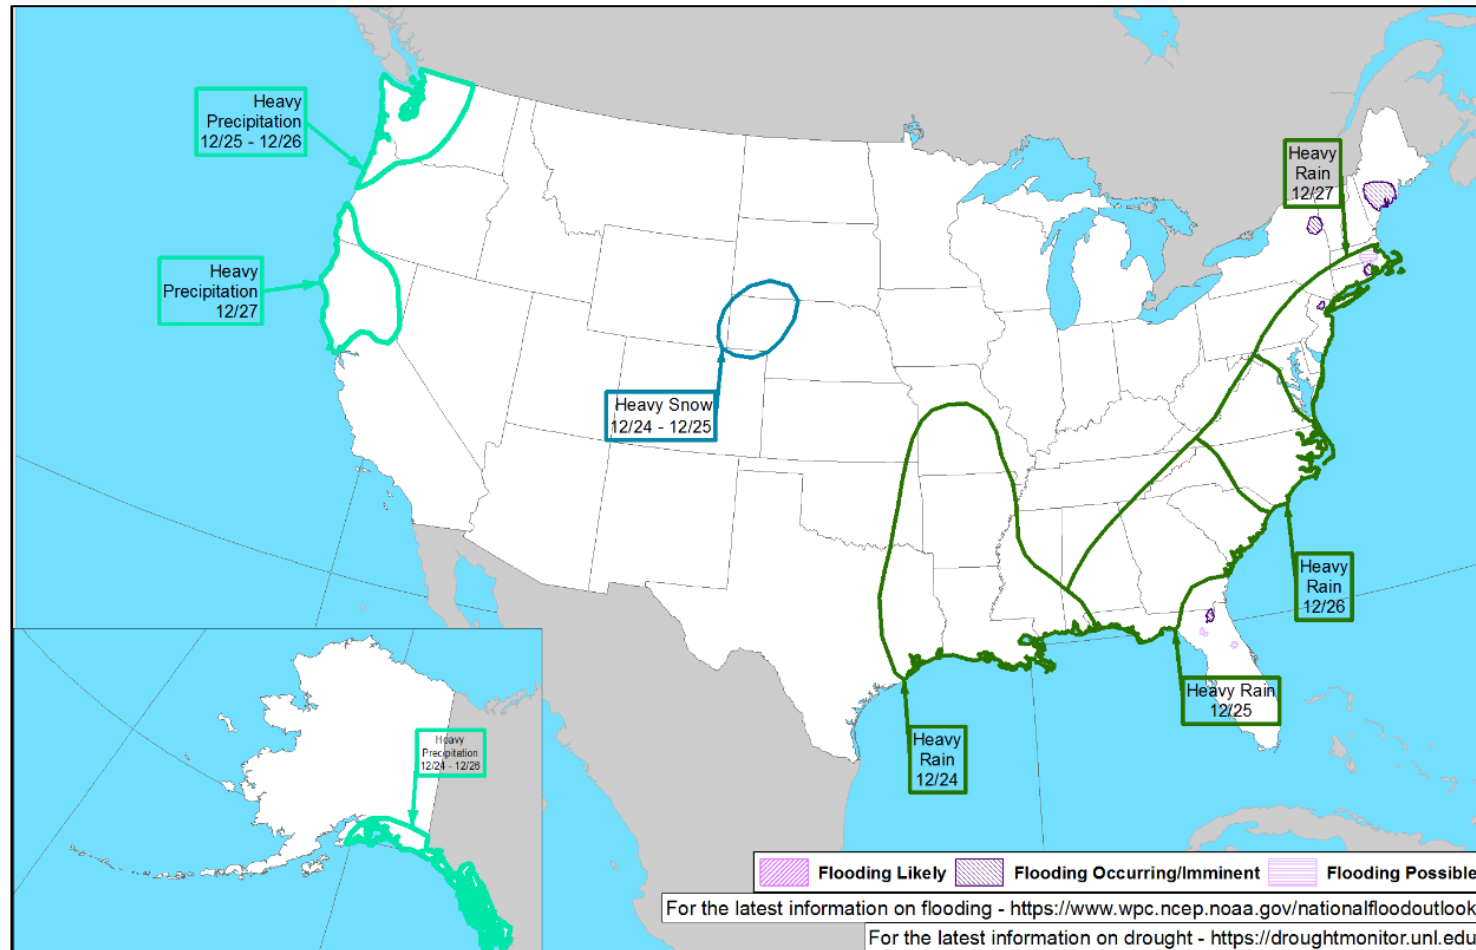 Heavy
Precipitation
12/25 - 12/26
Heavy
Rain
12/27
Heavy
Precipitation
12/27
Heavy Snow
12/24 - 12/25
Heavy
Rain
12/26
Heavy Rain
12/25
Heavy
Rain
12/24
Heavy
Precipitation
12/24 - 12/26
Flooding Likely
Flooding Occurring/Imminent
Flooding Possible
For the latest information on flooding - https://www.wpc.ncep.noaa.gov/nationalfloodoutlook
For the latest information on drought - https://droughtmonitor.unl.edu